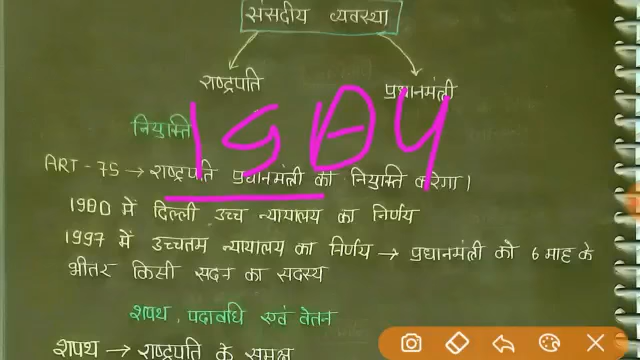 संसदीय व्यवस्था
राष्ट्रपति प्रधानमंत्री
नियुक्ति
ART-75 → राष्ट्रपति प्रधानमंत्री की नियुक्ति करेगा।
1980 में दिल्ली उच्च न्यायालय का निर्णय
1997 में उच्चतम न्यायालय का निर्णय → प्रधानमंत्री को 6 माह के
भीतर किसी सदन का सदस्य
शपथ, पदावधि एवं वेतन
शपथ → राष्ट्रपति के समक्ष